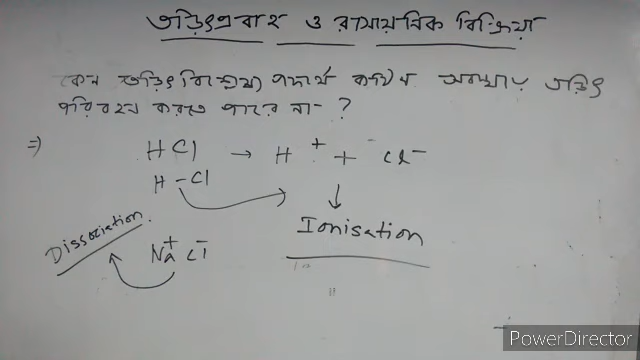 তড়িৎপ্রবাহ ও রাসায়নিক বিক্রিয়া
কেন তড়িৎ বিশ্লেষ্য পদার্থ কঠিন অবস্থায় তড়িৎ
পরিবহন করতে পারে না ?
⇒ HCl → H⁺ + Cl⁻
H-Cl
↓
Ionisation
Dissociation.
Na⁺ Cl⁻
PowerDirector